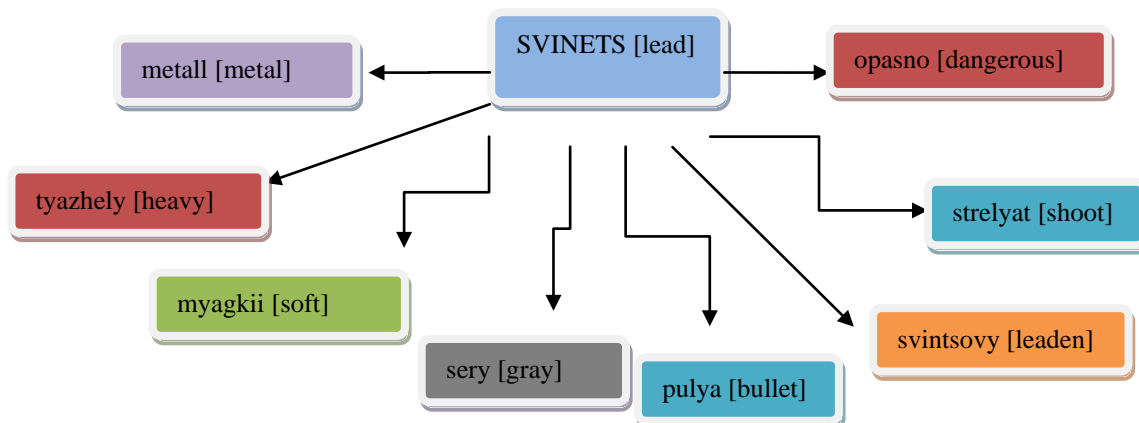 SVINETS [lead]
metall [metal]
opasno [dangerous]
tyazhely [heavy]
strelyat [shoot]
myagkii [soft]
svintsovy [leaden]
sery [gray]
pulya [bullet]